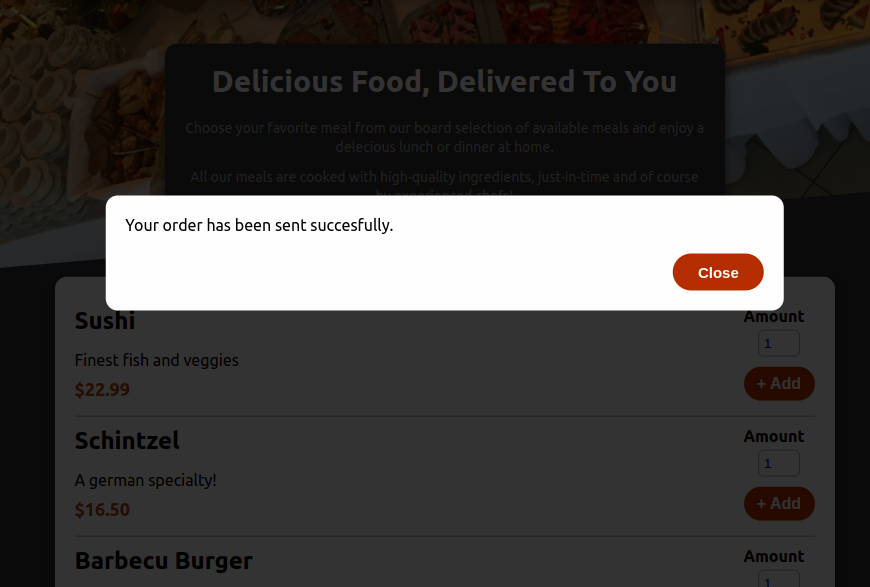 Delicious Food, Delivered To You
Choose your favorite meal from our board selection of available meals and enjoy a
delecious lunch or dinner at home.
All our meals are cooked with high-quality ingredients, just-in-time and of course
by experienced chefs!
Your order has been sent succesfully.
Close
Sushi
Amount
Finest fish and veggies
1
$22.99
+ Add
Schintzel
Amount
A german specialty!
1
$16.50
+ Add
Barbecu Burger
Amount
1